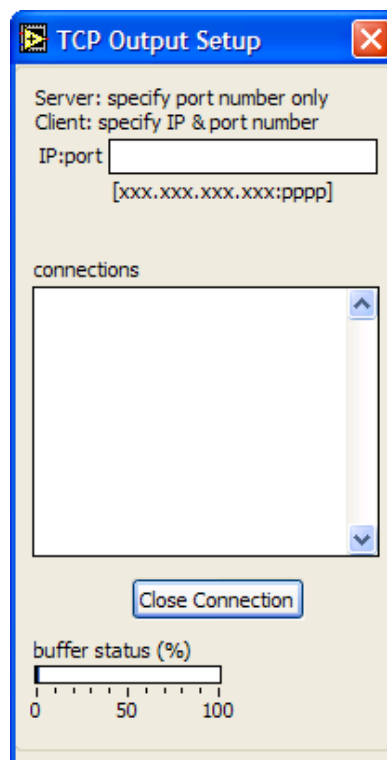 TCP Output Setup
Server: specify port number only
Client: specify IP & port number
IP:port
[xxx.xxx.xxx.xxx:pppp]
connections
Close Connection
buffer status (%)
0 50 100